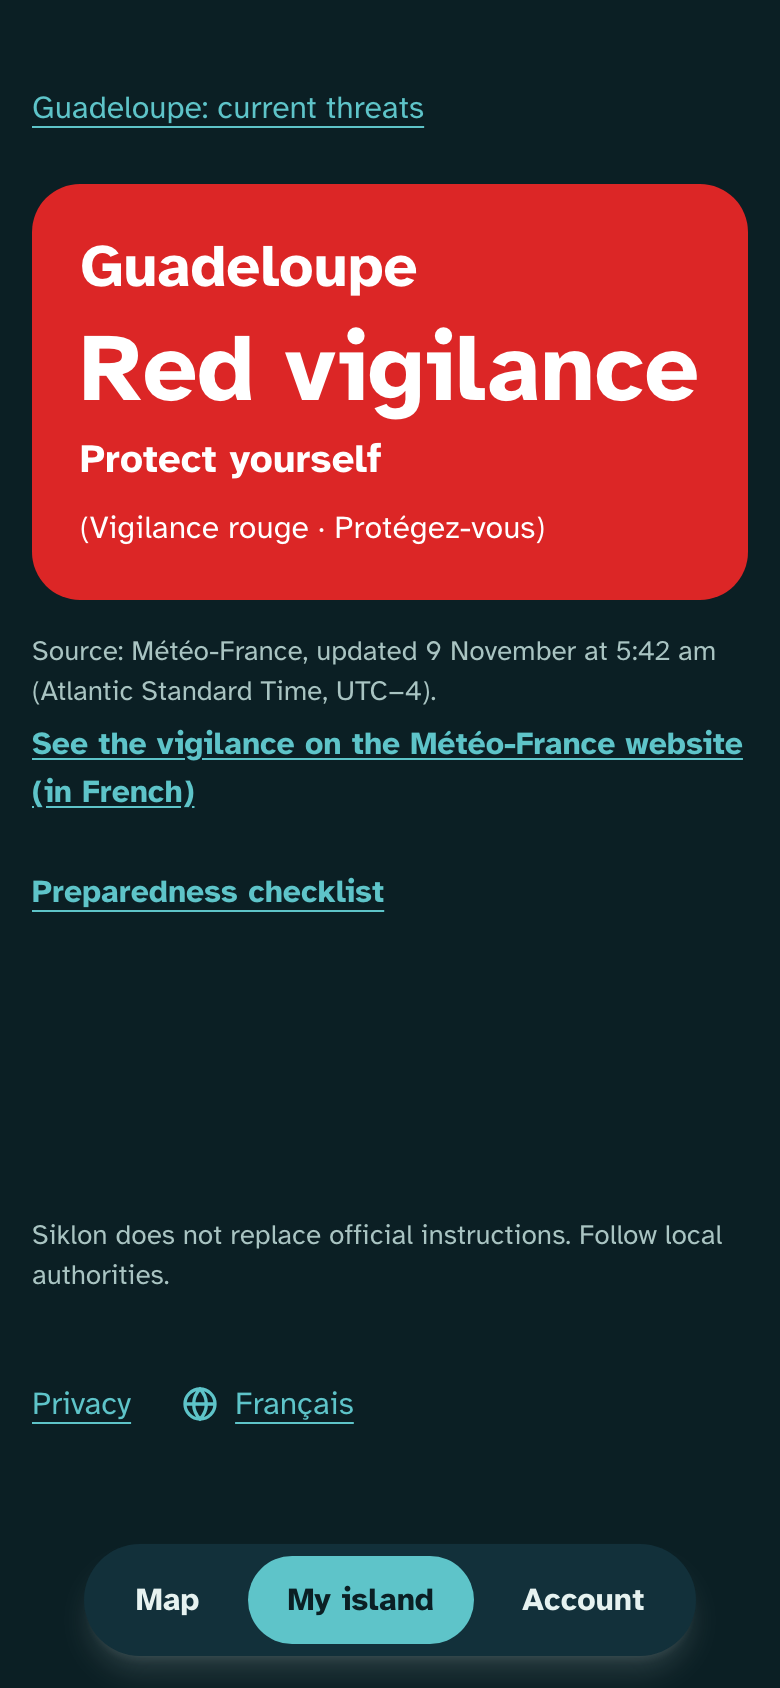 Guadeloupe: current threats
Guadeloupe
Red vigilance
Protect yourself
(Vigilance rouge · Protégez-vous)
Source: Météo-France, updated 9 November at 5:42 am
(Atlantic Standard Time, UTC−4).
See the vigilance on the Météo-France website
(in French)
Preparedness checklist
Siklon does not replace official instructions. Follow local
authorities.
Privacy
Français
Map
My island
Account